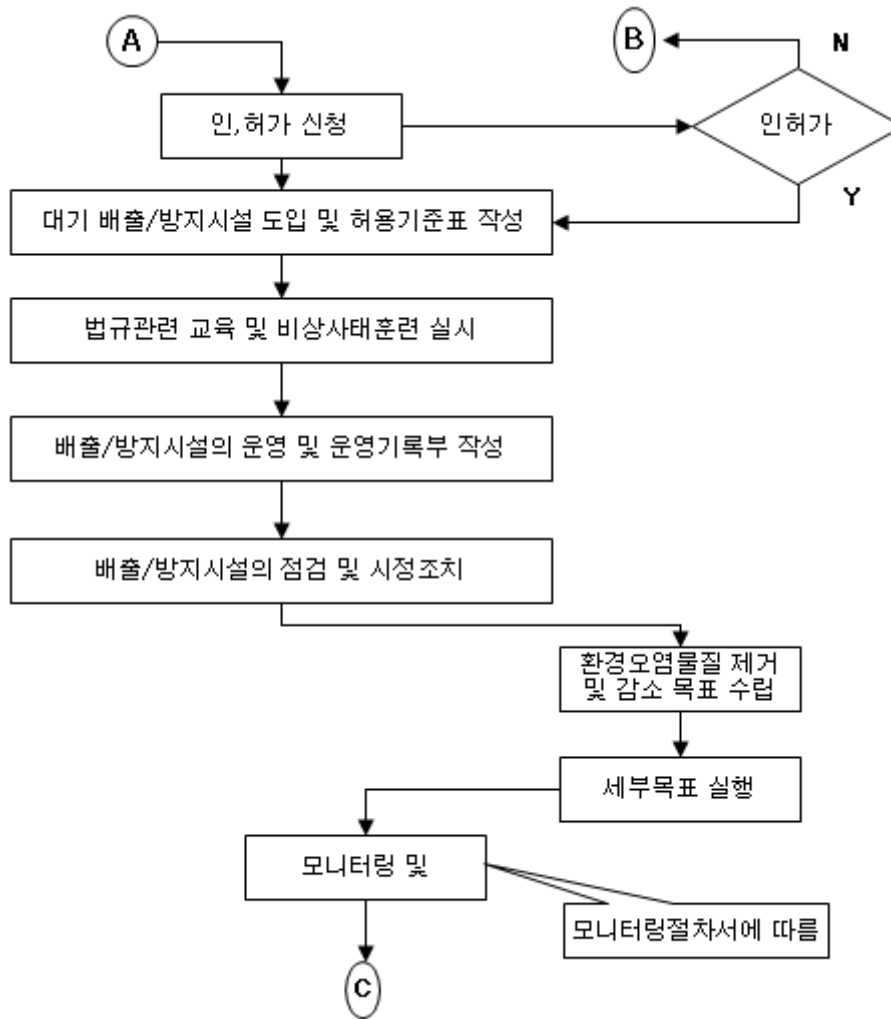 A
B
N
인,허가 신청
인허가
Y
대기 배출/방지시설 도입 및 허용기준표 작성
법규관련 교육 및 비상사태훈련 실시
배출/방지시설의 운영 및 운영기록부 작성
배출/방지시설의 점검 및 시정조치
환경오염물질 제거
및 감소 목표 수립
세부목표 실행
모니터링 및
모니터링절차서에 따름
C